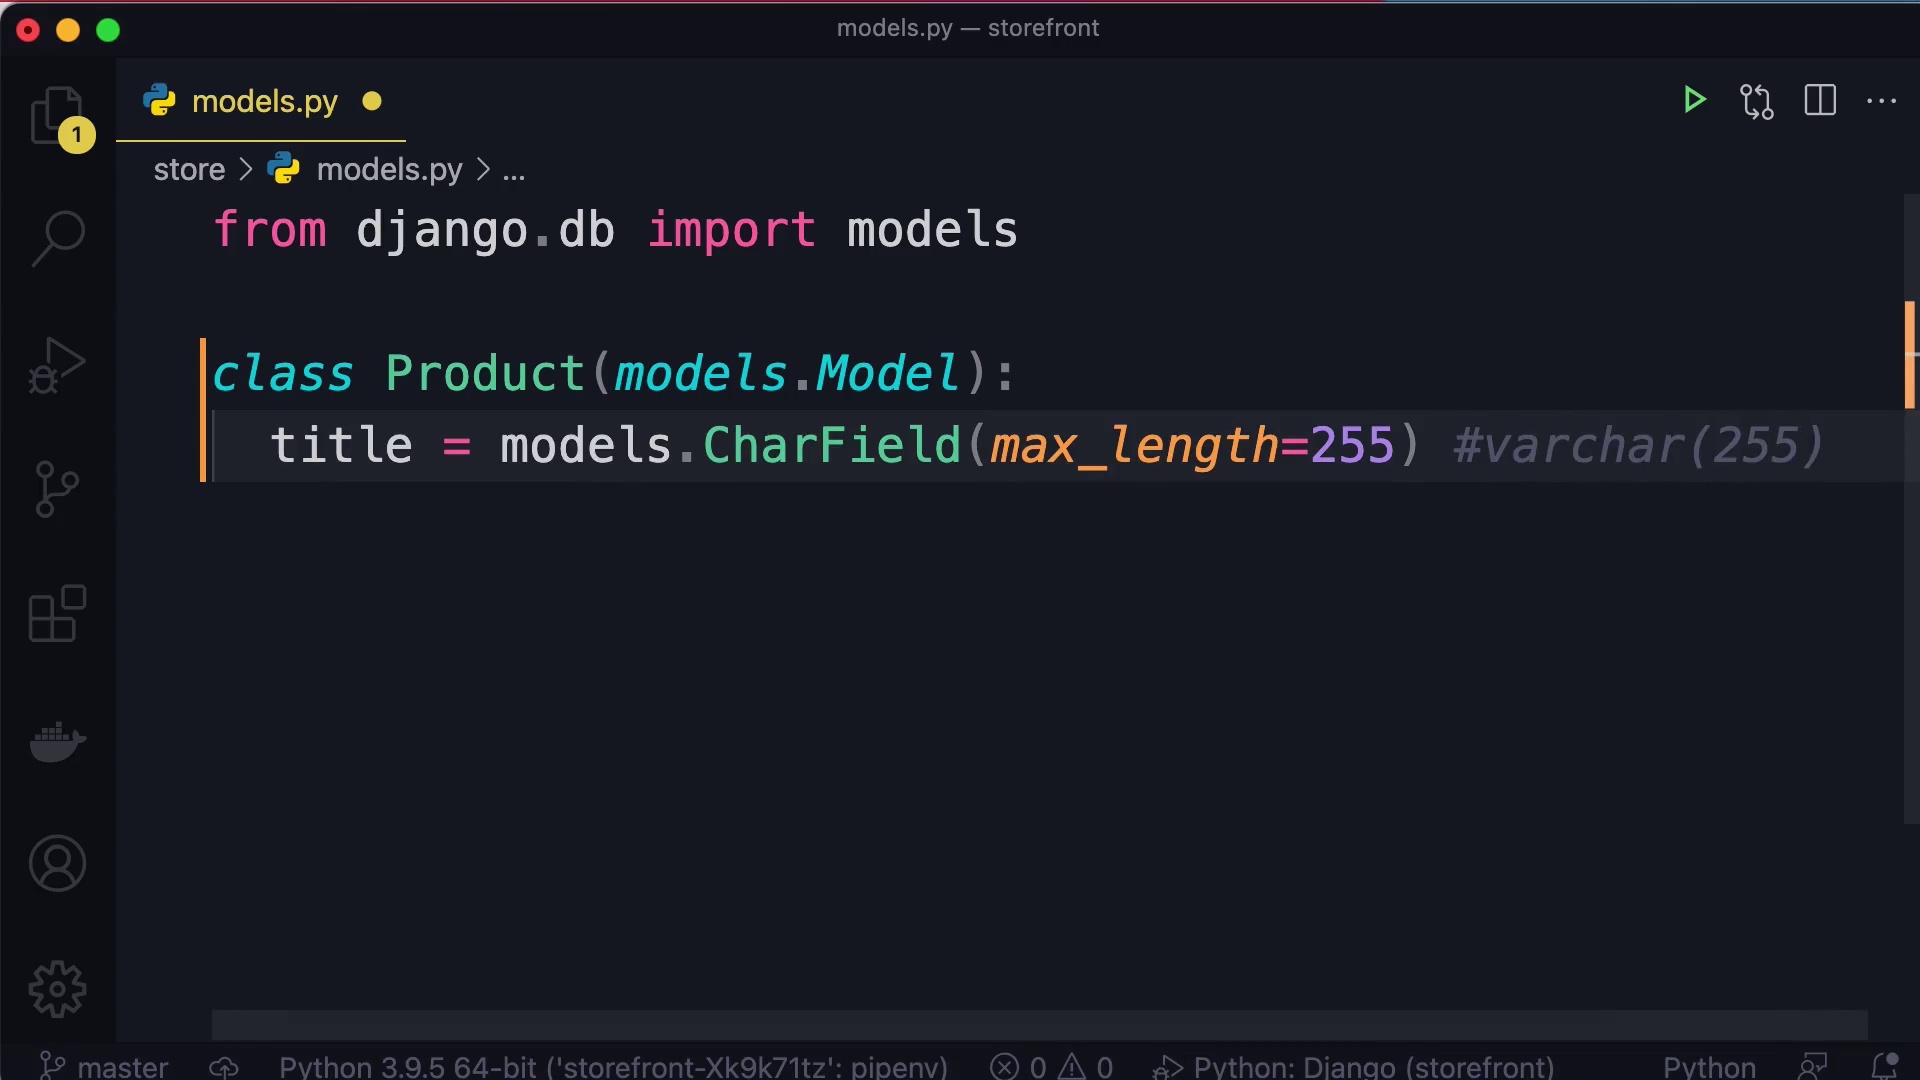 models.py — storefront
models.py
1
store > models.py > ...
from django.db import models
class Product(models.Model):
  title = models.CharField(max_length=255) #varchar(255)
master Python 3.9.5 64-bit ('storefront-Xk9k71tz': pipenv) 0 0 Python: Django (storefront) Python